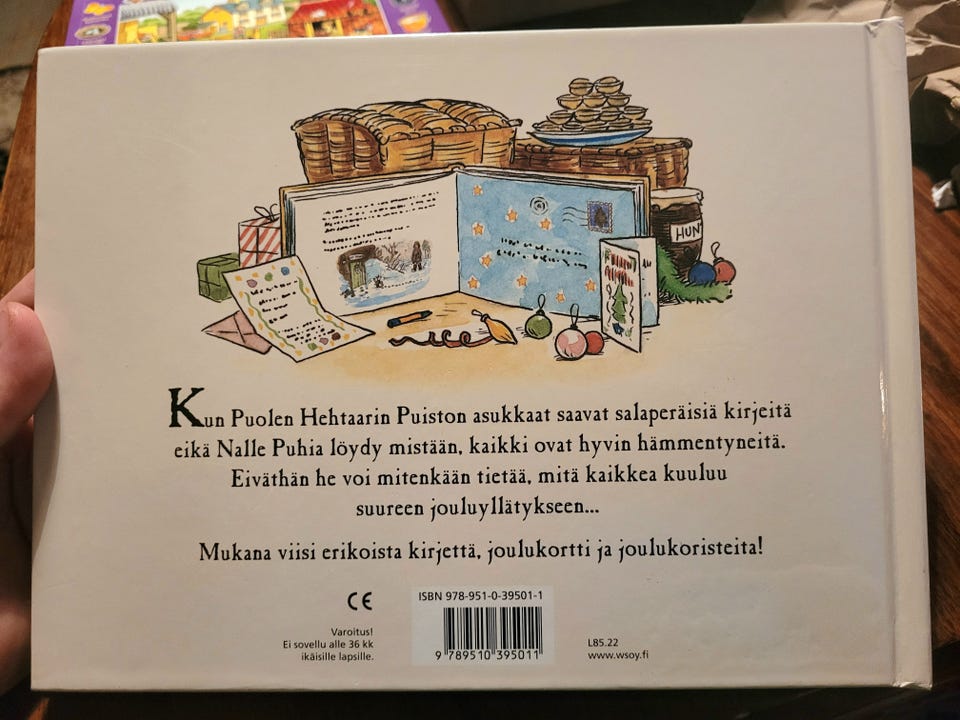 HUN
Kun Puolen Hehtaarin Puiston asukkaat saavat salaperäisiä kirjeitä
eikä Nalle Puhia löydy mistään, kaikki ovat hyvin hämmentyneitä.
Eiväthän he voi mitenkään tietää, mitä kaikkea kuuluu
suureen jouluyllätykseen...
Mukana viisi erikoista kirjettä, joulukortti ja joulukoristeita!
CE
Varoitus!
Ei sovellu alle 36 kk
ikäisille lapsille.
ISBN 978-951-0-39501-1
9 789510 395011
L85.22
www.wsoy.fi